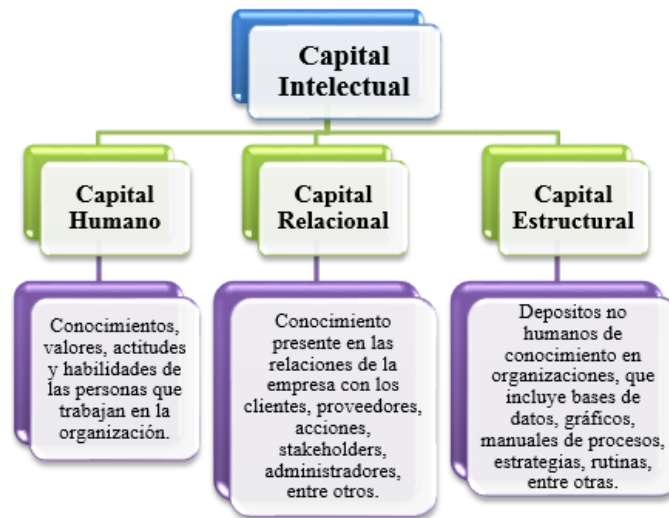 Capital
Intelectual
Capital
Humano
Capital
Relacional
Capital
Estructural
Conocimientos,
valores, actitudes
y habilidades de
las personas que
trabajan en la
organización.
Conocimiento
presente en las
relaciones de la
empresa con los
clientes, proveedores,
acciones,
stakeholders,
administradores,
entre otros.
Depositos no
humanos de
conocimiento en
organizaciones, que
incluye bases de
datos, gráficos,
manuales de procesos,
estrategias, rutinas,
entre otras.